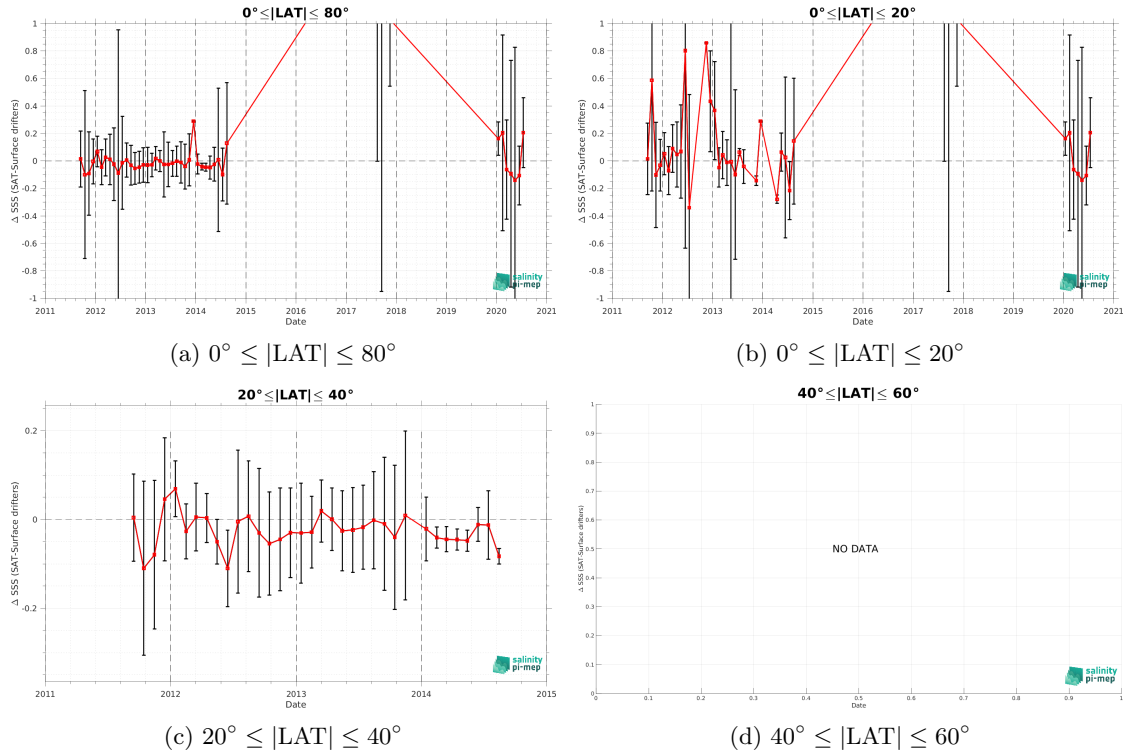 0°≤|LAT|≤ 80°
1
0.8
0.6
0.4
0.2
0
-0.2
-0.4
-0.6
-0.8
-1
Δ SSS (SAT-Surface drifters)
2011 2012 2013 2014 2015 2016 2017 2018 2019 2020 2021
Date
salinity
pi-mep
(a) 0° ≤ |LAT| ≤ 80°
0°≤|LAT|≤ 20°
1
0.8
0.6
0.4
0.2
0
-0.2
-0.4
-0.6
-0.8
-1
Δ SSS (SAT-Surface drifters)
2011 2012 2013 2014 2015 2016 2017 2018 2019 2020 2021
Date
salinity
pi-mep
(b) 0° ≤ |LAT| ≤ 20°
20°≤|LAT|≤ 40°
0.2
0
-0.2
Δ SSS (SAT-Surface drifters)
2011 2012 2013 2014 2015
Date
salinity
pi-mep
(c) 20° ≤ |LAT| ≤ 40°
40°≤|LAT|≤ 60°
1
0.9
0.8
0.7
0.6
0.5
0.4
0.3
0.2
0.1
0
Δ SSS (SAT-Surface drifters)
NO DATA
0 0.1 0.2 0.3 0.4 0.5 0.6 0.7 0.8 0.9 1
Date
salinity
pi-mep
(d) 40° ≤ |LAT| ≤ 60°